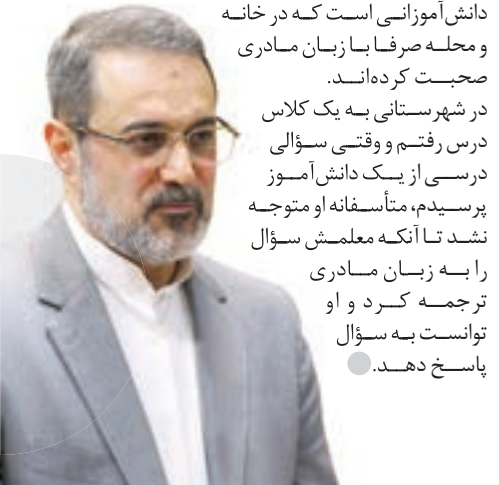 دانش‌آموزانی است که در خانه
و محله صرفا با زبان مادری
صحبت کرده‌اند.
در شهرستانی به یک کلاس
درس رفتم و وقتی سؤالی
درسی از یک دانش‌آموز
پرسیدم، متأسفانه او متوجه
نشد تا آنکه معلمش سؤال
را به زبان مادری
ترجمه کرد و او
توانست به سؤال
پاسخ دهد.